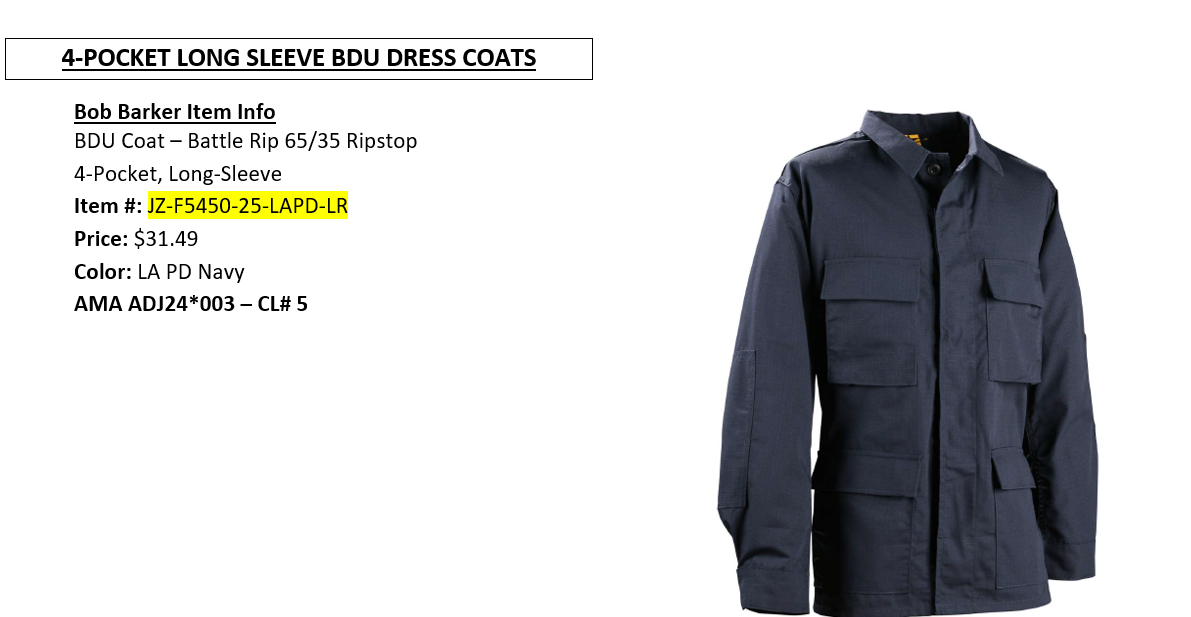 4-POCKET LONG SLEEVE BDU DRESS COATS
Bob Barker Item Info
BDU Coat – Battle Rip 65/35 Ripstop
4-Pocket, Long-Sleeve
Item #: JZ-F5450-25-LAPD-LR
Price: $31.49
Color: LA PD Navy
AMA ADJ24*003 – CL# 5